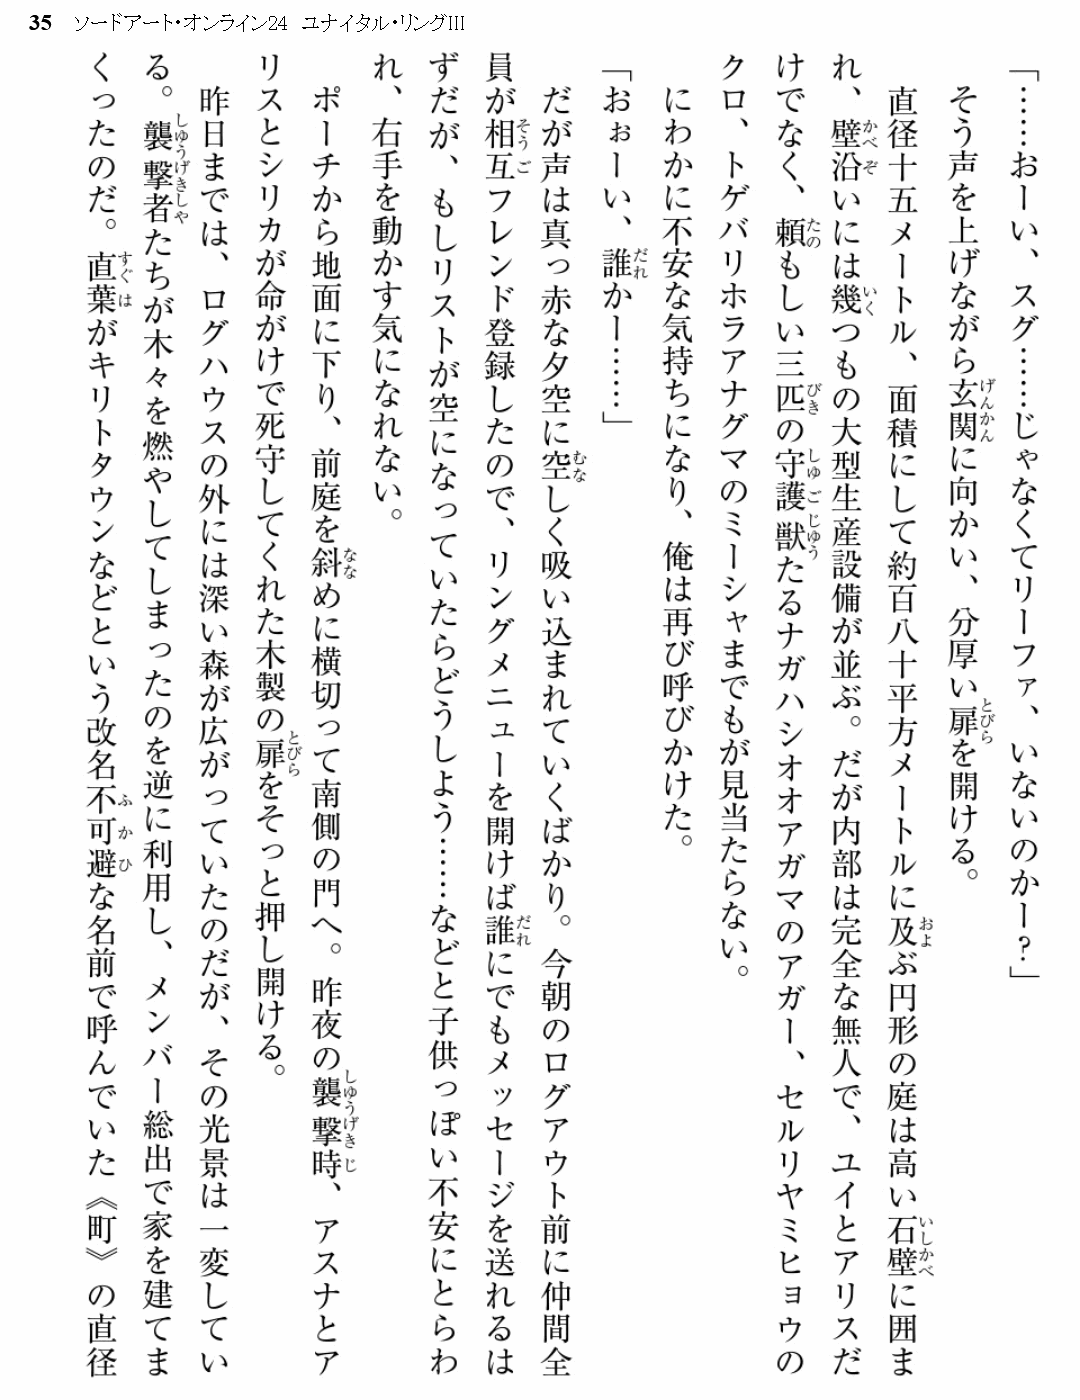 35　ソードアート・オンライン24　ユナイタル・リングIII
「……おーい、スグ……じゃなくてリーファ、いないのかー?」
そう声を上げながら玄関に向かい、分厚い扉を開ける。
直径十五メートル、面積にして約百八十平方メートルに及ぶ円形の庭は高い石壁に囲ま
れ、壁沿いには幾つもの大型生産設備が並ぶ。だが内部は完全な無人で、ユイとアリスだ
けでなく、頼もしい三匹の守護獣たるナガハシオオアガマのアガー、セルリヤミヒョウの
クロ、トゲバリホラアナグマのミーシャまでもが見当たらない。
にわかに不安な気持ちになり、俺は再び呼びかけた。
「おぉーい、誰かー……」
だが声は真っ赤な夕空に空しく吸い込まれていくばかり。今朝のログアウト前に仲間全
員が相互フレンド登録したので、リングメニューを開けば誰にでもメッセージを送れるは
ずだが、もしリストが空になっていたらどうしよう……などと子供っぽい不安にとらわ
れ、右手を動かす気になれない。
ポーチから地面に下り、前庭を斜めに横切って南側の門へ。昨夜の襲撃時、アスナとア
リスとシリカが命がけで死守してくれた木製の扉をそっと押し開ける。
昨日までは、ログハウスの外には深い森が広がっていたのだが、その光景は一変してい
る。襲撃者たちが木々を燃やしてしまったのを逆に利用し、メンバー総出で家を建てま
くったのだ。直葉がキリトタウンなどという改名不可避な名前で呼んでいた《町》の直径